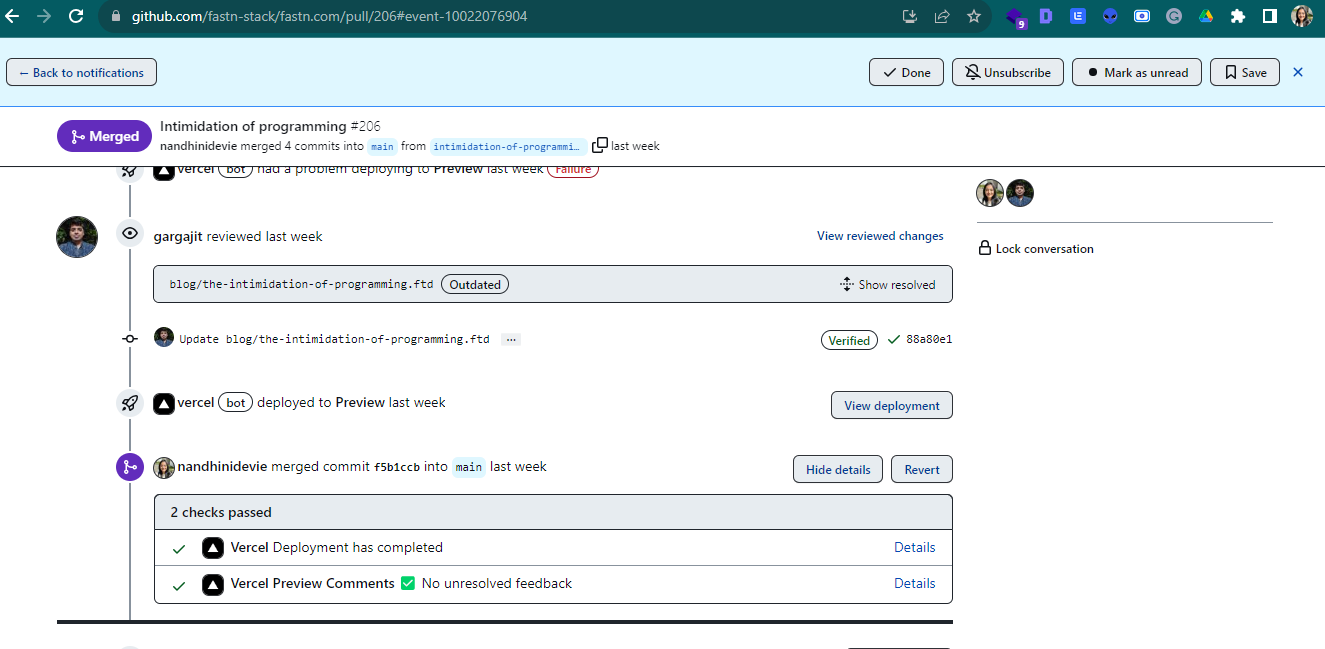 github.com/fastn-stack/fastn.com/pull/206#event-10022076904
9
← Back to notifications
Done
Unsubscribe
Mark as unread
Save
Merged
Intimidation of programming #206
nandhinidevie merged 4 commits into main from intimidation-of-programmi… last week
vercel bot had a problem deploying to Preview last week Failure
gargajit reviewed last week
View reviewed changes
blog/the-intimidation-of-programming.ftd Outdated
Show resolved
Lock conversation
Update blog/the-intimidation-of-programming.ftd ...
Verified 88a80e1
vercel bot deployed to Preview last week
View deployment
nandhinidevie merged commit f5b1ccb into main last week
Hide details
Revert
2 checks passed
Vercel Deployment has completed
Details
Vercel Preview Comments ✅ No unresolved feedback
Details